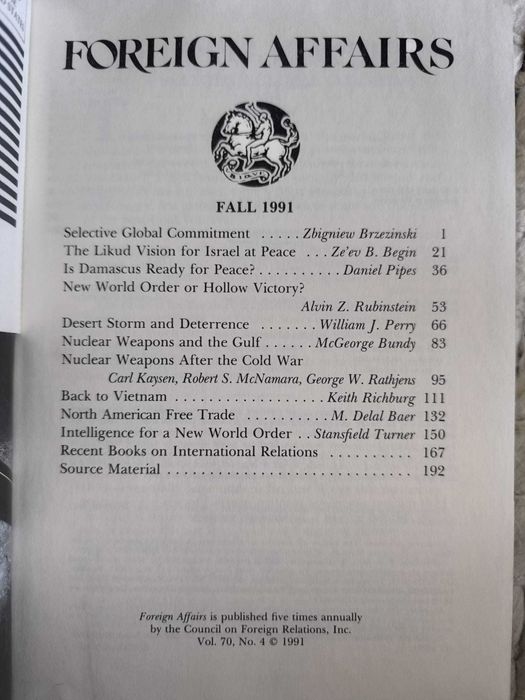 FOREIGN AFFAIRS
FALL 1991
Selective Global Commitment ..... Zbigniew Brzezinski 1
The Likud Vision for Israel at Peace ... Ze'ev B. Begin 21
Is Damascus Ready for Peace? .......... Daniel Pipes 36
New World Order or Hollow Victory?
Alvin Z. Rubinstein 53
Desert Storm and Deterrence ....... William J. Perry 66
Nuclear Weapons and the Gulf ...... McGeorge Bundy 83
Nuclear Weapons After the Cold War
Carl Kaysen, Robert S. McNamara, George W. Rathjens 95
Back to Vietnam .................. Keith Richburg 111
North American Free Trade .......... M. Delal Baer 132
Intelligence for a New World Order .. Stansfield Turner 150
Recent Books on International Relations .......... 167
Source Material ............................ 192
Foreign Affairs is published five times annually
by the Council on Foreign Relations, Inc.
Vol. 70, No. 4 © 1991